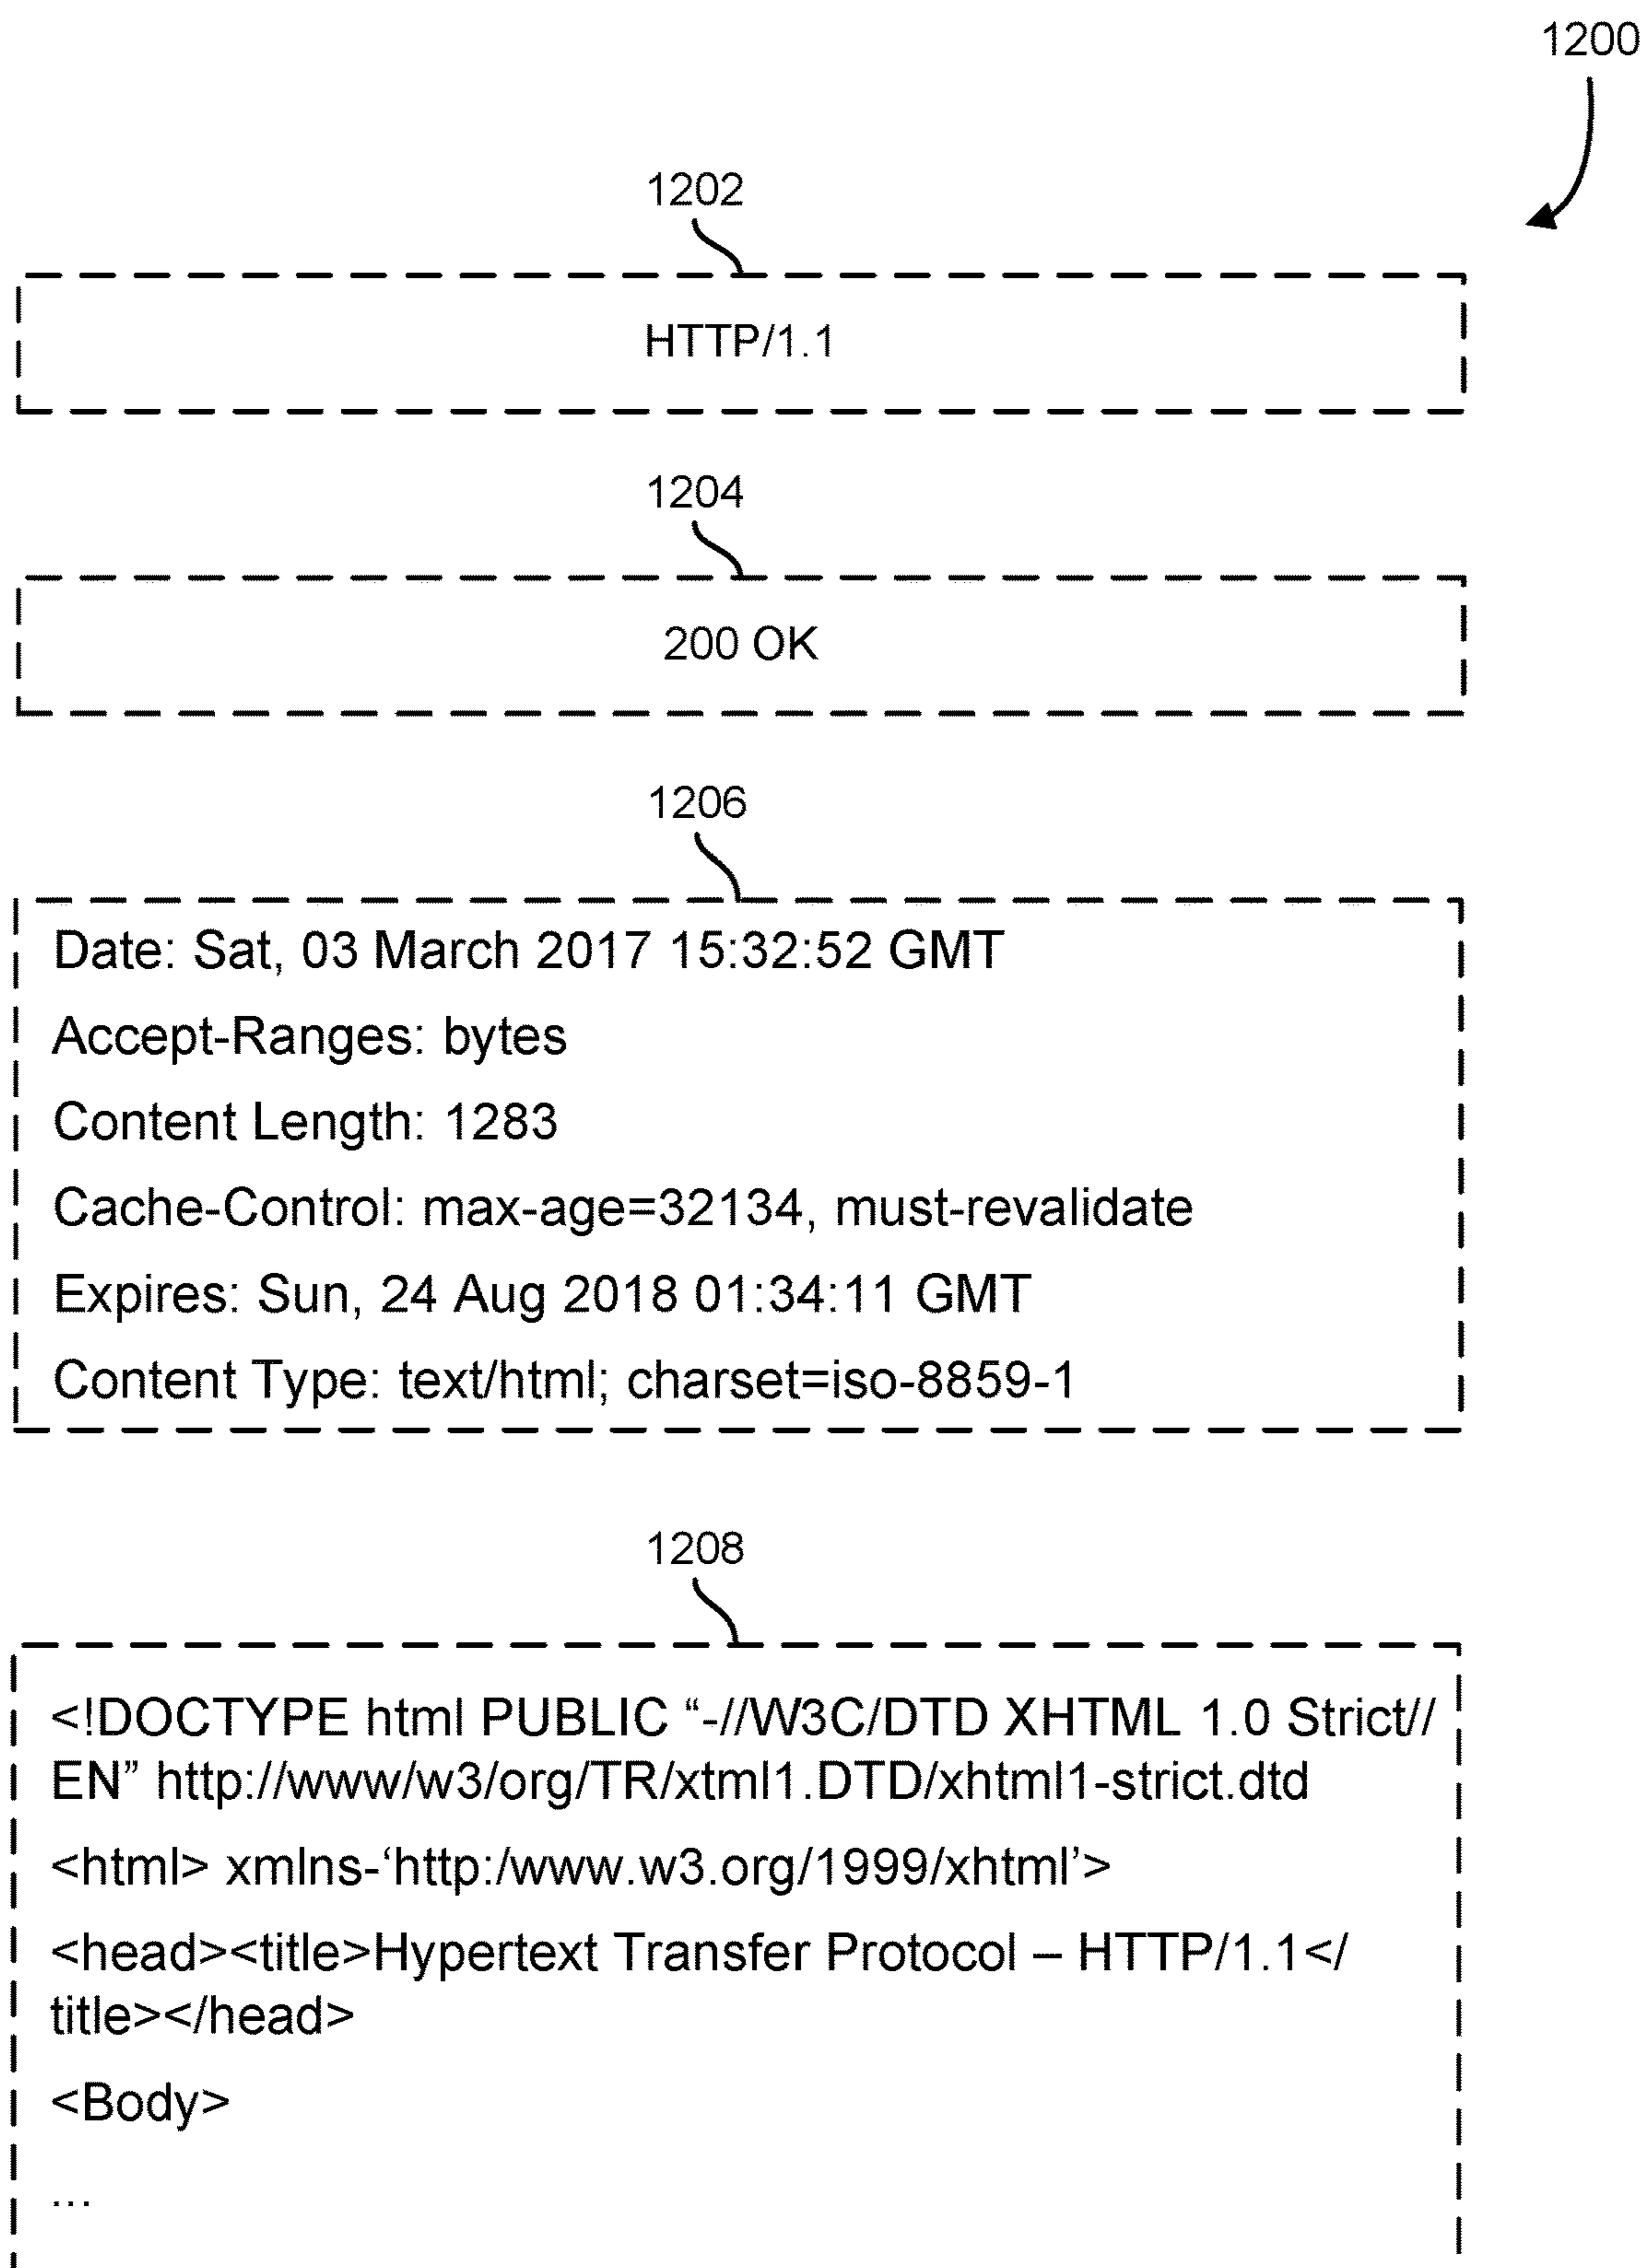 1200
1202
HTTP/1.1
1204
200 OK
1206
Date: Sat, 03 March 2017 15:32:52 GMT
Accept-Ranges: bytes
Content Length: 1283
Cache-Control: max-age=32134, must-revalidate
Expires: Sun, 24 Aug 2018 01:34:11 GMT
Content Type: text/html; charset=iso-8859-1
1208
<!DOCTYPE html PUBLIC “-//W3C/DTD XHTML 1.0 Strict//
EN” http://www/w3/org/TR/xtml1.DTD/xhtml1-strict.dtd
<html> xmlns-‘http:/www.w3.org/1999/xhtml’>
<head><title>Hypertext Transfer Protocol – HTTP/1.1</
title></head>
<Body>
...